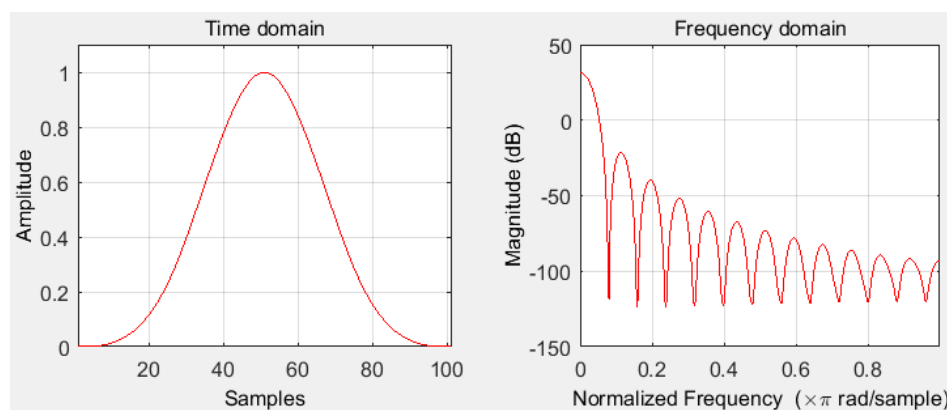 Time domain
Amplitude
1
0.8
0.6
0.4
0.2
0
20 40 60 80 100
Samples
Frequency domain
Magnitude (dB)
50
0
-50
-100
-150
0 0.2 0.4 0.6 0.8
Normalized Frequency (×π rad/sample)